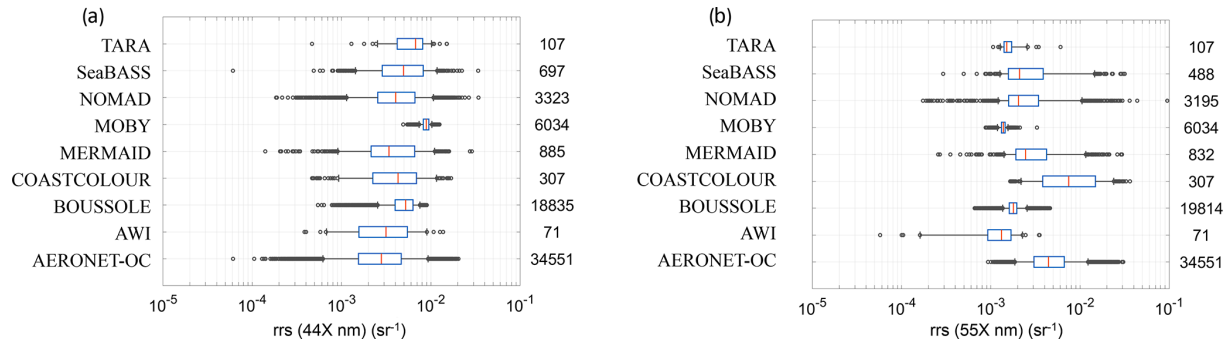 (a)
TARA 107
SeaBASS 697
NOMAD 3323
MOBY 6034
MERMAID 885
COASTCOLOUR 307
BOUSSOLE 18835
AWI 71
AERONET-OC 34551
10⁻⁵ 10⁻⁴ 10⁻³ 10⁻² 10⁻¹
rrs (44X nm) (sr⁻¹)
(b)
TARA 107
SeaBASS 488
NOMAD 3195
MOBY 6034
MERMAID 832
COASTCOLOUR 307
BOUSSOLE 19814
AWI 71
AERONET-OC 34551
10⁻⁵ 10⁻⁴ 10⁻³ 10⁻² 10⁻¹
rrs (55X nm) (sr⁻¹)